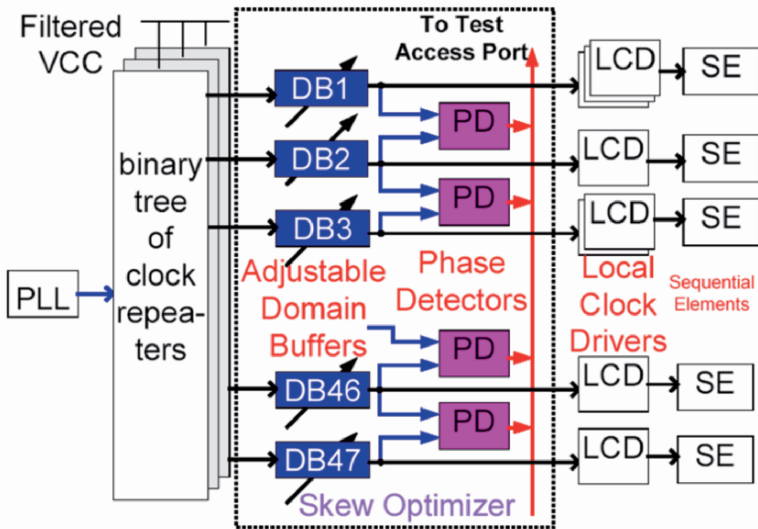 Filtered
VCC
To Test
Access Port
DB1
PD
LCD
SE
binary
tree
of
clock
repea-
ters
DB2
LCD
SE
PD
DB3
LCD
SE
PLL
Adjustable
Domain
Buffers
Phase
Detectors
Local
Clock
Drivers
Sequential
Elements
PD
DB46
LCD
SE
PD
DB47
LCD
SE
Skew Optimizer